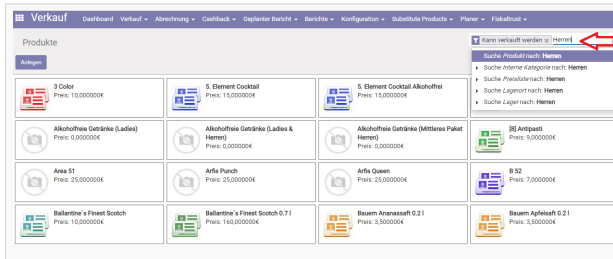 Verkauf Dashboard Verkauf Abrechnung Cashback Geplanter Bericht Berichte Konfiguration Substitute Products Planer Fiskaltrust
Produkte
Kann verkauft werden × Herren
Anlegen
Suche Produkt nach: Herren
Suche Interne Kategorie nach: Herren
Suche Preisliste nach: Herren
Suche Lagerort nach: Herren
Suche Lager nach: Herren
3 Color
Preis: 10,000000€
5. Element Cocktail
Preis: 15,000000€
5. Element Cocktail Alkoholfrei
Preis: 15,000000€
Alkoholfreie Getränke (Ladies)
Preis: 0,000000€
Alkoholfreie Getränke (Ladies &
Herren)
Preis: 0,000000€
Alkoholfreie Getränke (Mittleres Paket
Herren)
Preis: 0,000000€
[8] Antipasti
Preis: 9,000000€
Area 51
Preis: 25,000000€
Arfis Punch
Preis: 25,000000€
Arfis Queen
Preis: 25,000000€
B 52
Preis: 7,000000€
Ballantine`s Finest Scotch
Preis: 10,000000€
Ballantine`s Finest Scotch 0.7 l
Preis: 160,000000€
Bauern Ananassaft 0.2 l
Preis: 3,500000€
Bauern Apfelsaft 0.2 l
Preis: 3,500000€